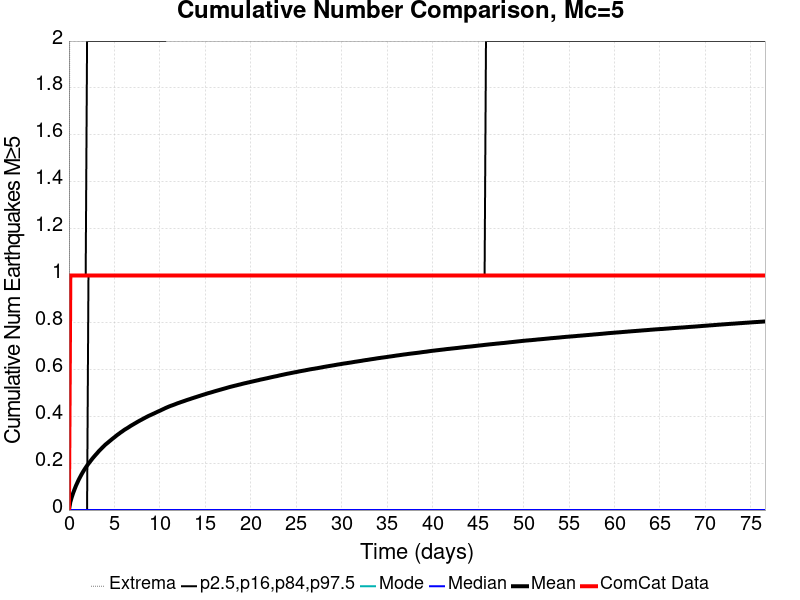 Cumulative Number Comparison, Mc=5
Cumulative Num Earthquakes M≥5
2
1.8
1.6
1.4
1.2
1
0.8
0.6
0.4
0.2
0
0 5 10 15 20 25 30 35 40 45 50 55 60 65 70 75
Time (days)
Extrema p2.5,p16,p84,p97.5 Mode Median Mean ComCat Data